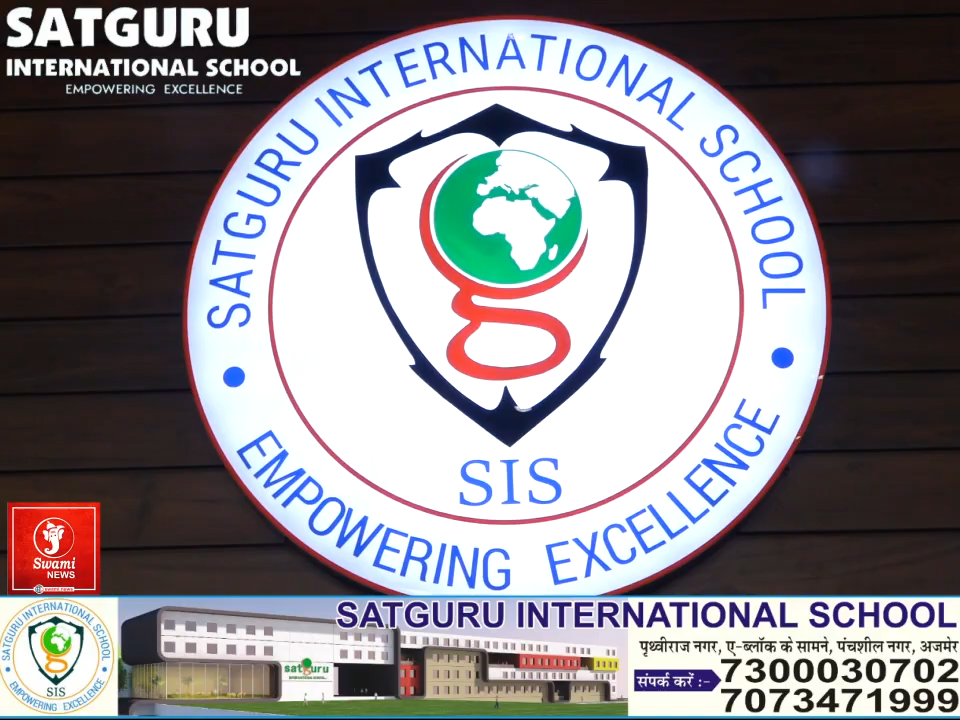 SATGURU
INTERNATIONAL SCHOOL
EMPOWERING EXCELLENCE
SATGURU INTERNATIONAL SCHOOL
EMPOWERING EXCELLENCE
SIS
Swami
NEWS
SATGURU INTERNATIONAL SCHOOL
SIS
EMPOWERING EXCELLENCE
satguru
SATGURU INTERNATIONAL SCHOOL
पृथ्वीराज नगर, ए-ब्लॉक के सामने, पंचशील नगर, अजमेर
संपर्क करें :-
7300030702
7073471999